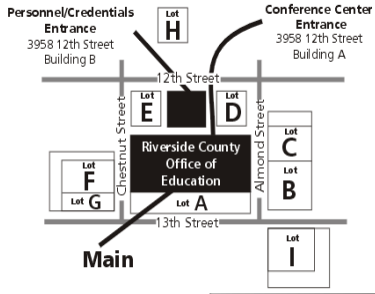 Personnel/Credentials
Entrance
3958 12th Street
Building B
Lot
H
Conference Center
Entrance
3958 12th Street
Building A
12th Street
Lot
E
Lot
D
Chestnut Street
Almond Street
Riverside County
Office of
Education
Lot
C
Lot
B
Lot
F
Lot G
Lot A
13th Street
Main
Lot
I